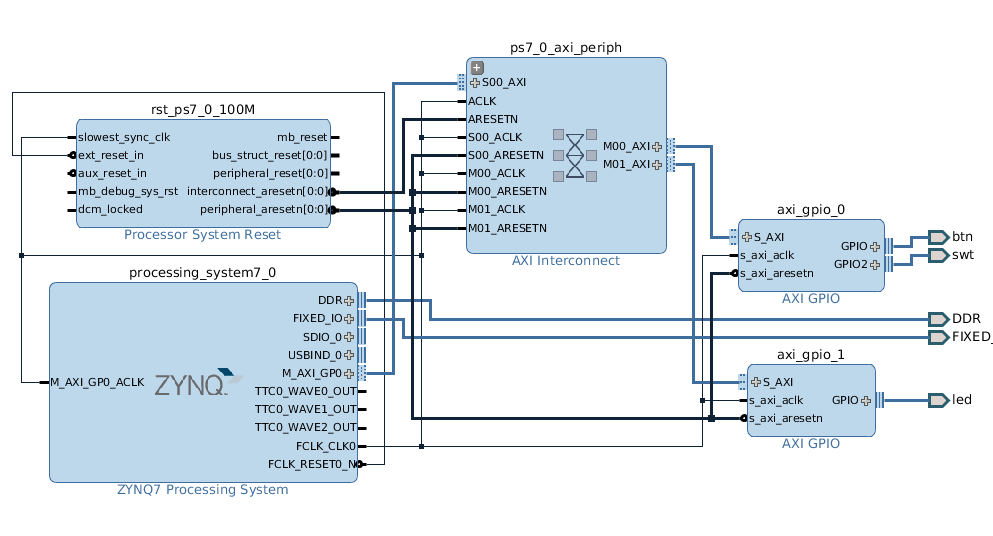 ps7_0_axi_periph
S00_AXI
ACLK
ARESETN
S00_ACLK
S00_ARESETN
M00_ACLK
M00_ARESETN
M01_ACLK
M01_ARESETN
M00_AXI
M01_AXI
AXI Interconnect
rst_ps7_0_100M
slowest_sync_clk
ext_reset_in
aux_reset_in
mb_debug_sys_rst
dcm_locked
mb_reset
bus_struct_reset[0:0]
peripheral_reset[0:0]
interconnect_aresetn[0:0]
peripheral_aresetn[0:0]
Processor System Reset
processing_system7_0
M_AXI_GP0_ACLK
ZYNQ
DDR
FIXED_IO
SDIO_0
USBIND_0
M_AXI_GP0
TTC0_WAVE0_OUT
TTC0_WAVE1_OUT
TTC0_WAVE2_OUT
FCLK_CLK0
FCLK_RESET0_N
ZYNQ7 Processing System
axi_gpio_0
S_AXI
s_axi_aclk
s_axi_aresetn
GPIO
GPIO2
AXI GPIO
btn
swt
DDR
FIXED_
axi_gpio_1
S_AXI
s_axi_aclk
s_axi_aresetn
GPIO
AXI GPIO
led